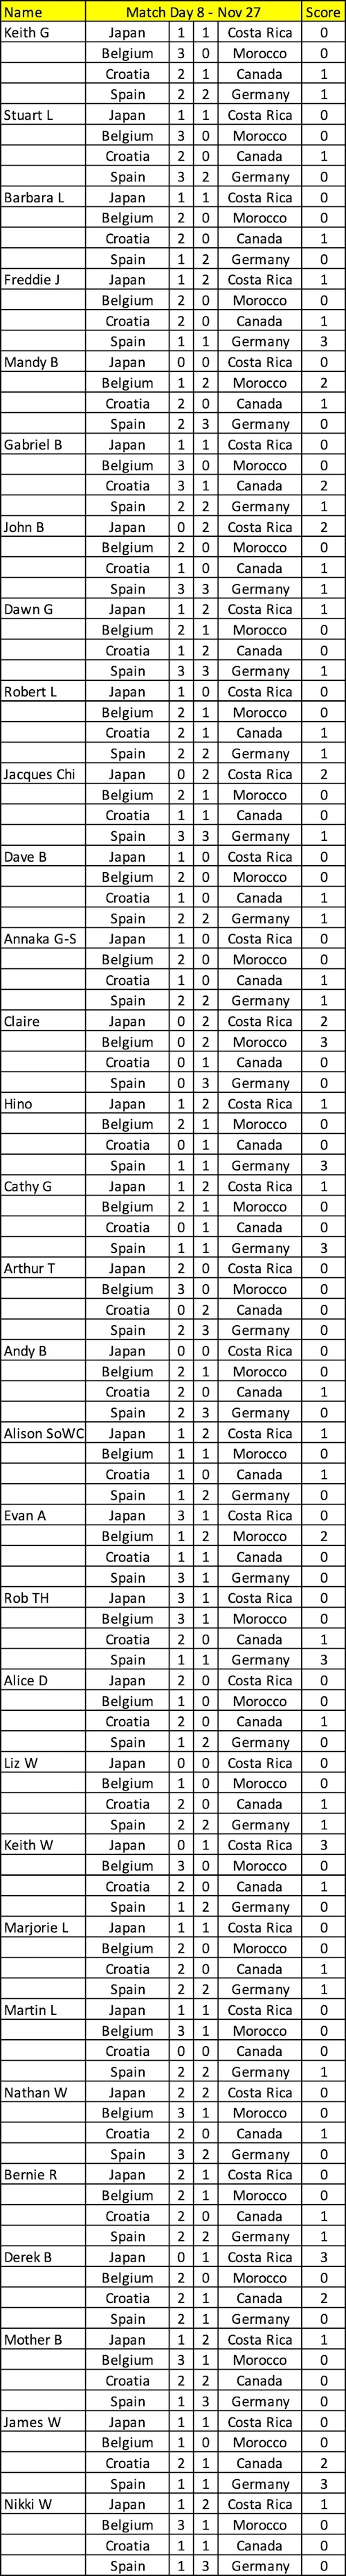 Name Match Day 8 - Nov 27 Score
Keith G Japan 1 1 Costa Rica 0
Belgium 3 0 Morocco 0
Croatia 2 1 Canada 1
Spain 2 2 Germany 1
Stuart L Japan 1 1 Costa Rica 0
Belgium 3 0 Morocco 0
Croatia 2 0 Canada 1
Spain 3 2 Germany 0
Barbara L Japan 1 1 Costa Rica 0
Belgium 2 0 Morocco 0
Croatia 2 0 Canada 1
Spain 1 2 Germany 0
Freddie J Japan 1 2 Costa Rica 1
Belgium 2 0 Morocco 0
Croatia 2 0 Canada 1
Spain 1 1 Germany 3
Mandy B Japan 0 0 Costa Rica 0
Belgium 1 2 Morocco 2
Croatia 2 0 Canada 1
Spain 2 3 Germany 0
Gabriel B Japan 1 1 Costa Rica 0
Belgium 3 0 Morocco 0
Croatia 3 1 Canada 2
Spain 2 2 Germany 1
John B Japan 0 2 Costa Rica 2
Belgium 2 0 Morocco 0
Croatia 1 0 Canada 1
Spain 3 3 Germany 1
Dawn G Japan 1 2 Costa Rica 1
Belgium 2 1 Morocco 0
Croatia 1 2 Canada 0
Spain 3 3 Germany 1
Robert L Japan 1 0 Costa Rica 0
Belgium 2 1 Morocco 0
Croatia 2 1 Canada 1
Spain 2 2 Germany 1
Jacques Chi Japan 0 2 Costa Rica 2
Belgium 2 1 Morocco 0
Croatia 1 1 Canada 0
Spain 3 3 Germany 1
Dave B Japan 1 0 Costa Rica 0
Belgium 2 0 Morocco 0
Croatia 1 0 Canada 1
Spain 2 2 Germany 1
Annaka G-S Japan 1 0 Costa Rica 0
Belgium 2 0 Morocco 0
Croatia 1 0 Canada 1
Spain 2 2 Germany 1
Claire Japan 0 2 Costa Rica 2
Belgium 0 2 Morocco 3
Croatia 0 1 Canada 0
Spain 0 3 Germany 0
Hino Japan 1 2 Costa Rica 1
Belgium 2 1 Morocco 0
Croatia 0 1 Canada 0
Spain 1 1 Germany 3
Cathy G Japan 1 2 Costa Rica 1
Belgium 2 1 Morocco 0
Croatia 0 1 Canada 0
Spain 1 1 Germany 3
Arthur T Japan 2 0 Costa Rica 0
Belgium 3 0 Morocco 0
Croatia 0 2 Canada 0
Spain 2 3 Germany 0
Andy B Japan 0 0 Costa Rica 0
Belgium 2 1 Morocco 0
Croatia 2 0 Canada 1
Spain 2 3 Germany 0
Alison SoWC Japan 1 2 Costa Rica 1
Belgium 1 1 Morocco 0
Croatia 1 0 Canada 1
Spain 1 2 Germany 0
Evan A Japan 3 1 Costa Rica 0
Belgium 1 2 Morocco 2
Croatia 1 1 Canada 0
Spain 3 1 Germany 0
Rob TH Japan 3 1 Costa Rica 0
Belgium 3 1 Morocco 0
Croatia 2 0 Canada 1
Spain 1 1 Germany 3
Alice D Japan 2 0 Costa Rica 0
Belgium 1 0 Morocco 0
Croatia 2 0 Canada 1
Spain 1 2 Germany 0
Liz W Japan 0 0 Costa Rica 0
Belgium 1 0 Morocco 0
Croatia 2 0 Canada 1
Spain 2 2 Germany 1
Keith W Japan 0 1 Costa Rica 3
Belgium 3 0 Morocco 0
Croatia 2 0 Canada 1
Spain 1 2 Germany 0
Marjorie L Japan 1 1 Costa Rica 0
Belgium 2 0 Morocco 0
Croatia 2 0 Canada 1
Spain 2 2 Germany 1
Martin L Japan 1 1 Costa Rica 0
Belgium 3 1 Morocco 0
Croatia 0 0 Canada 0
Spain 2 2 Germany 1
Nathan W Japan 2 2 Costa Rica 0
Belgium 3 1 Morocco 0
Croatia 2 0 Canada 1
Spain 3 2 Germany 0
Bernie R Japan 2 1 Costa Rica 0
Belgium 2 1 Morocco 0
Croatia 2 0 Canada 1
Spain 2 2 Germany 1
Derek B Japan 0 1 Costa Rica 3
Belgium 2 0 Morocco 0
Croatia 2 1 Canada 2
Spain 2 1 Germany 0
Mother B Japan 1 2 Costa Rica 1
Belgium 3 1 Morocco 0
Croatia 2 2 Canada 0
Spain 1 3 Germany 0
James W Japan 1 1 Costa Rica 0
Belgium 1 0 Morocco 0
Croatia 2 1 Canada 2
Spain 1 1 Germany 3
Nikki W Japan 1 2 Costa Rica 1
Belgium 3 1 Morocco 0
Croatia 1 1 Canada 0
Spain 1 3 Germany 0